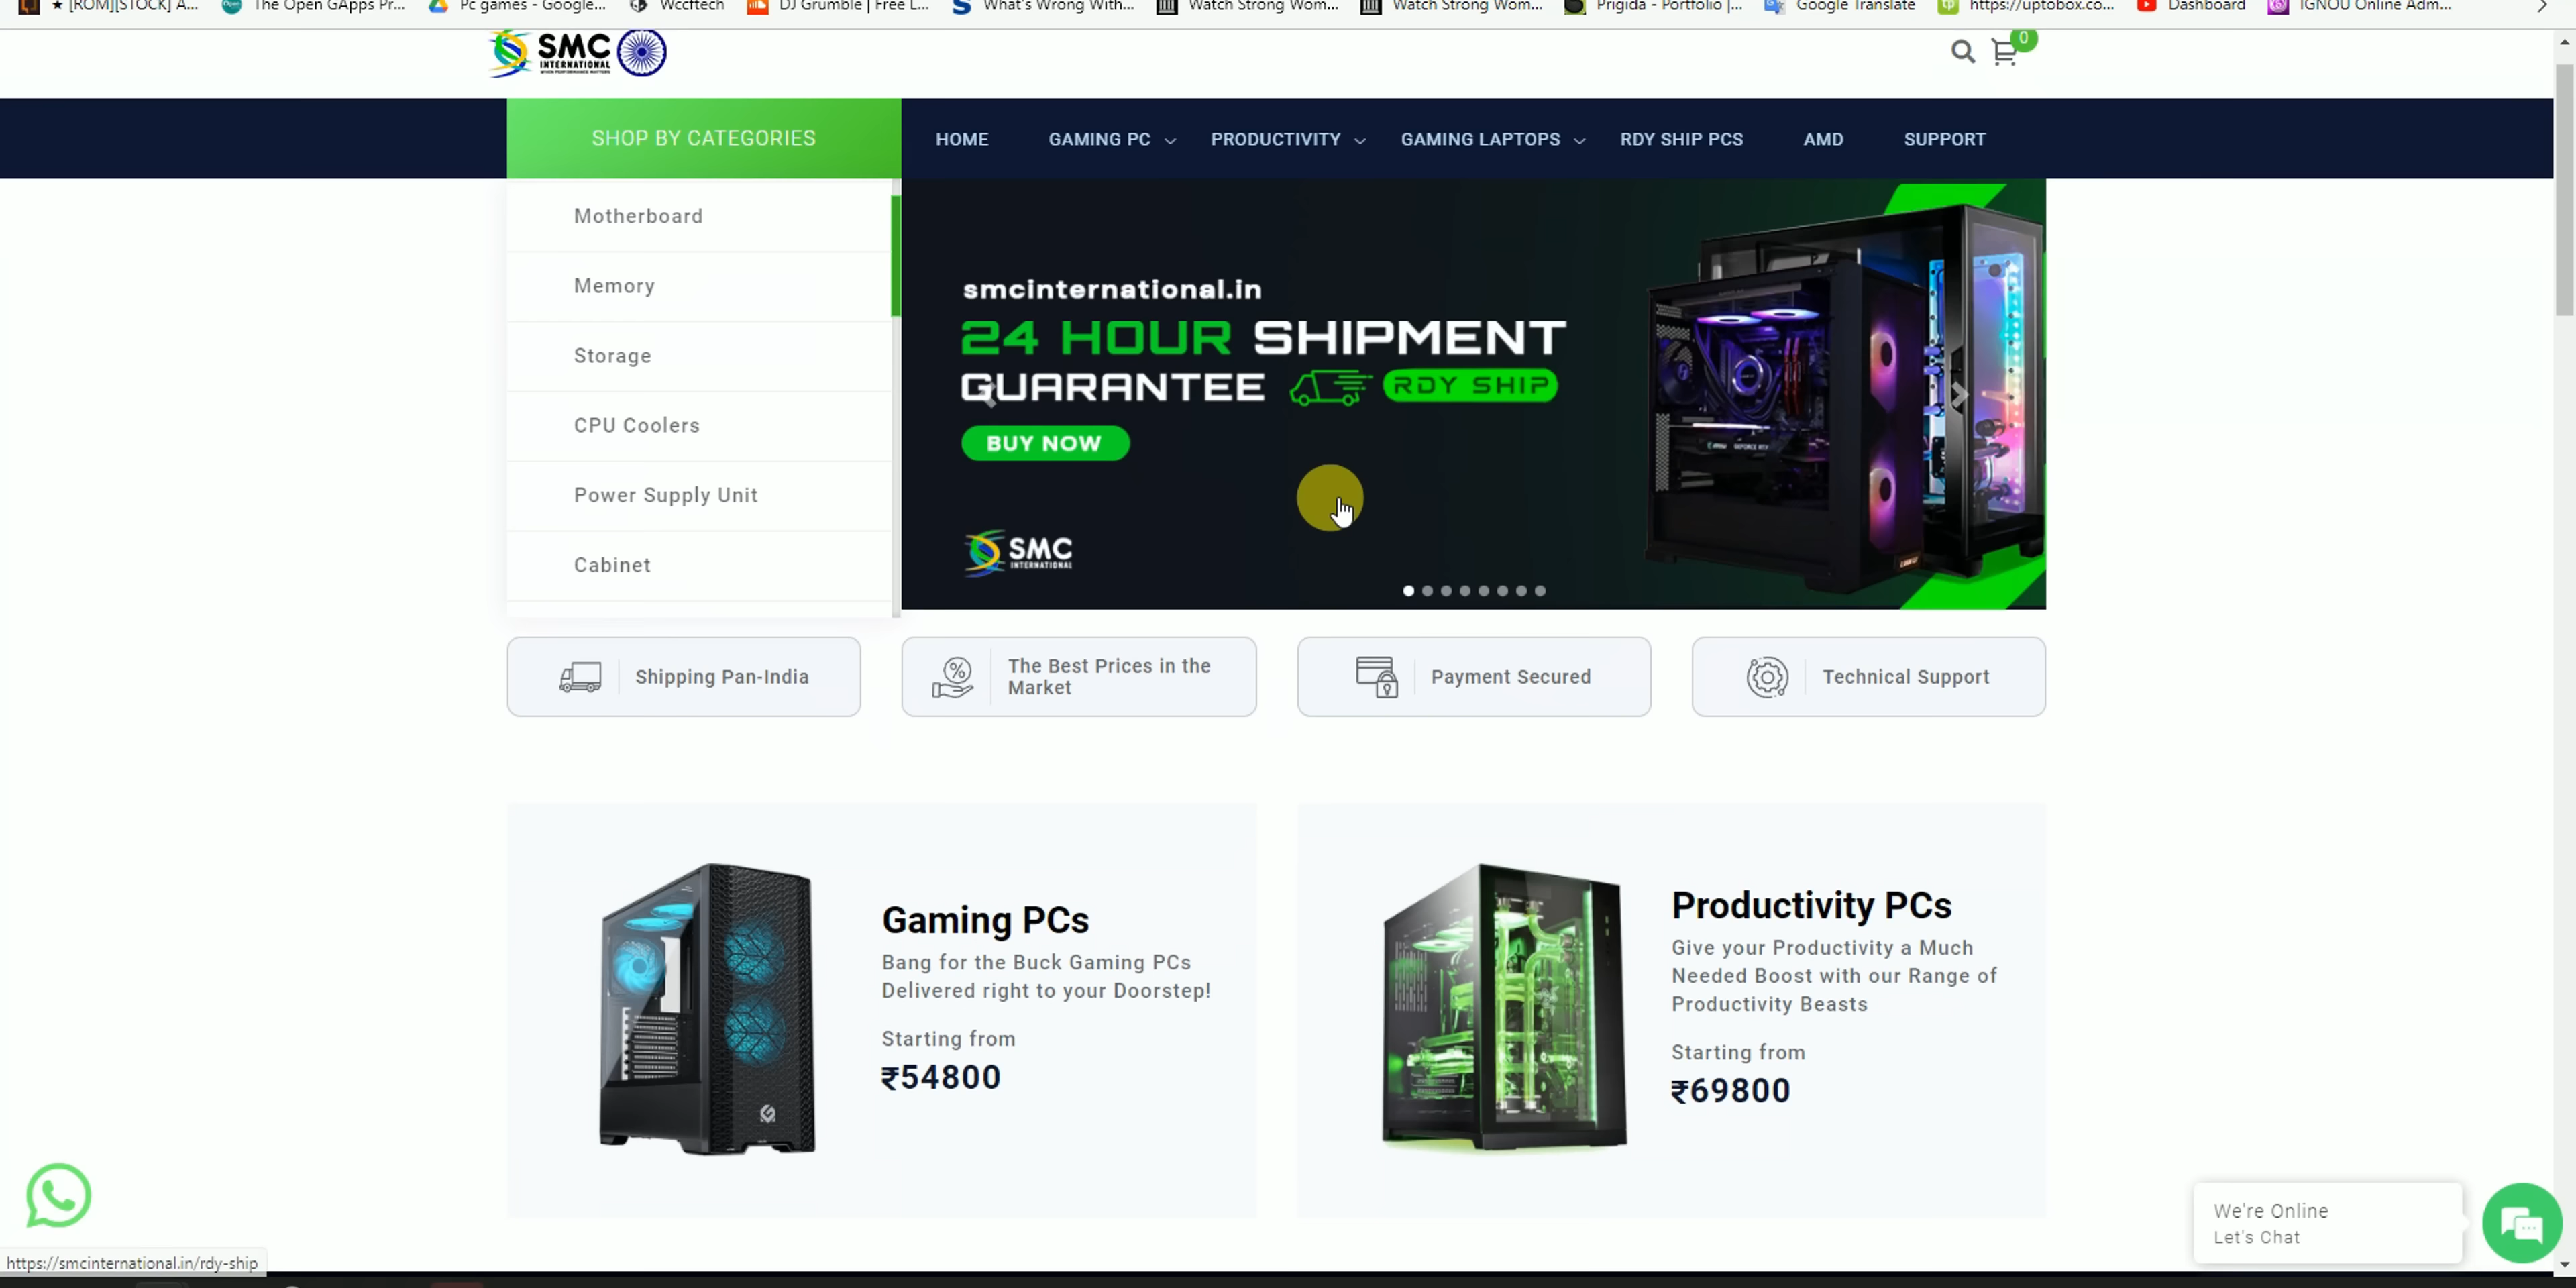 ★ [ROM][STOCK] A...
The Open GApps Pr...
Pc games - Google...
Wccftech
DJ Grumble | Free L...
What's Wrong With...
Watch Strong Wom...
Watch Strong Wom...
Prigida - Portfolio |...
Google Translate
https://uptobox.co...
Dashboard
IGNOU Online Adm...
SMC
INTERNATIONAL
WHEN PERFORMANCE MATTERS
0
SHOP BY CATEGORIES
HOME
GAMING PC
PRODUCTIVITY
GAMING LAPTOPS
RDY SHIP PCS
AMD
SUPPORT
Motherboard
Memory
Storage
CPU Coolers
Power Supply Unit
Cabinet
smcinternational.in
24 HOUR SHIPMENT
GUARANTEE RDY SHIP
BUY NOW
SMC
INTERNATIONAL
Shipping Pan-India
The Best Prices in the
Market
Payment Secured
Technical Support
Gaming PCs
Bang for the Buck Gaming PCs
Delivered right to your Doorstep!
Starting from
₹54800
Productivity PCs
Give your Productivity a Much
Needed Boost with our Range of
Productivity Beasts
Starting from
₹69800
We're Online
Let's Chat
https://smcinternational.in/rdy-ship